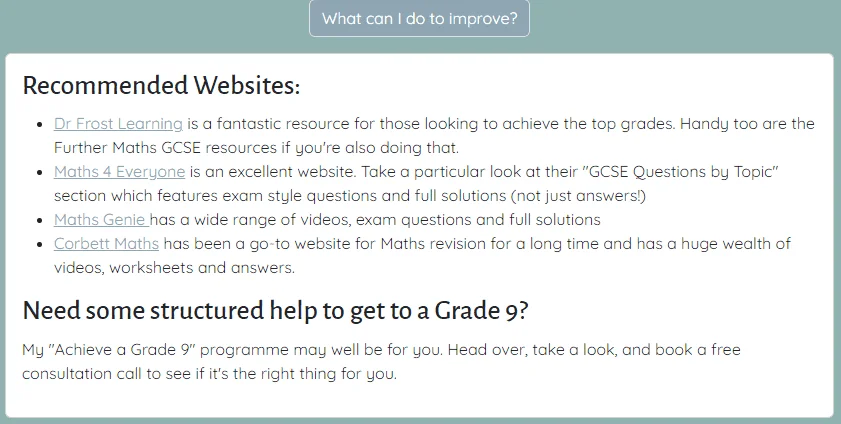 What can I do to improve?
Recommended Websites:
Dr Frost Learning is a fantastic resource for those looking to achieve the top grades. Handy too are the
Further Maths GCSE resources if you're also doing that.
Maths 4 Everyone is an excellent website. Take a particular look at their "GCSE Questions by Topic"
section which features exam style questions and full solutions (not just answers!)
Maths Genie has a wide range of videos, exam questions and full solutions
Corbett Maths has been a go-to website for Maths revision for a long time and has a huge wealth of
videos, worksheets and answers.
Need some structured help to get to a Grade 9?
My "Achieve a Grade 9" programme may well be for you. Head over, take a look, and book a free
consultation call to see if it's the right thing for you.